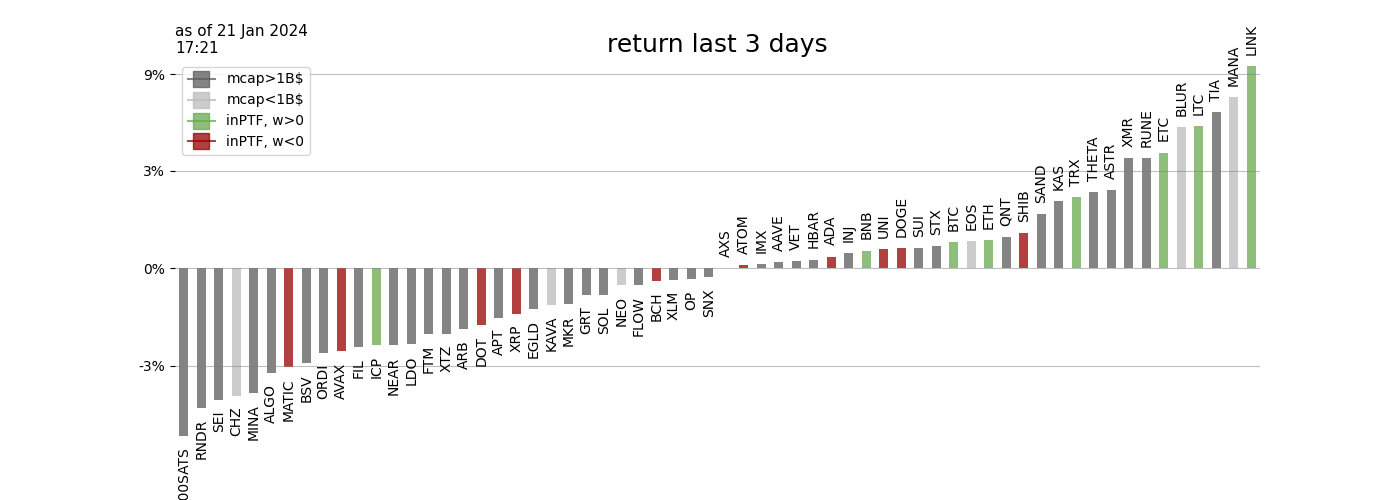 as of 21 Jan 2024
17:21
return last 3 days
mcap>1B$
mcap<1B$
inPTF, w>0
inPTF, w<0
9%
3%
0%
-3%
00SATS
RNDR
SEI
CHZ
MINA
ALGO
MATIC
BSV
ORDI
AVAX
FIL
ICP
NEAR
LDO
FTM
XTZ
ARB
DOT
APT
XRP
EGLD
KAVA
MKR
GRT
SOL
NEO
FLOW
BCH
XLM
OP
SNX
AXS
ATOM
IMX
AAVE
VET
HBAR
ADA
INJ
BNB
UNI
DOGE
SUI
STX
BTC
EOS
ETH
QNT
SHIB
SAND
KAS
TRX
THETA
ASTR
XMR
RUNE
ETC
BLUR
LTC
TIA
MANA
LINK